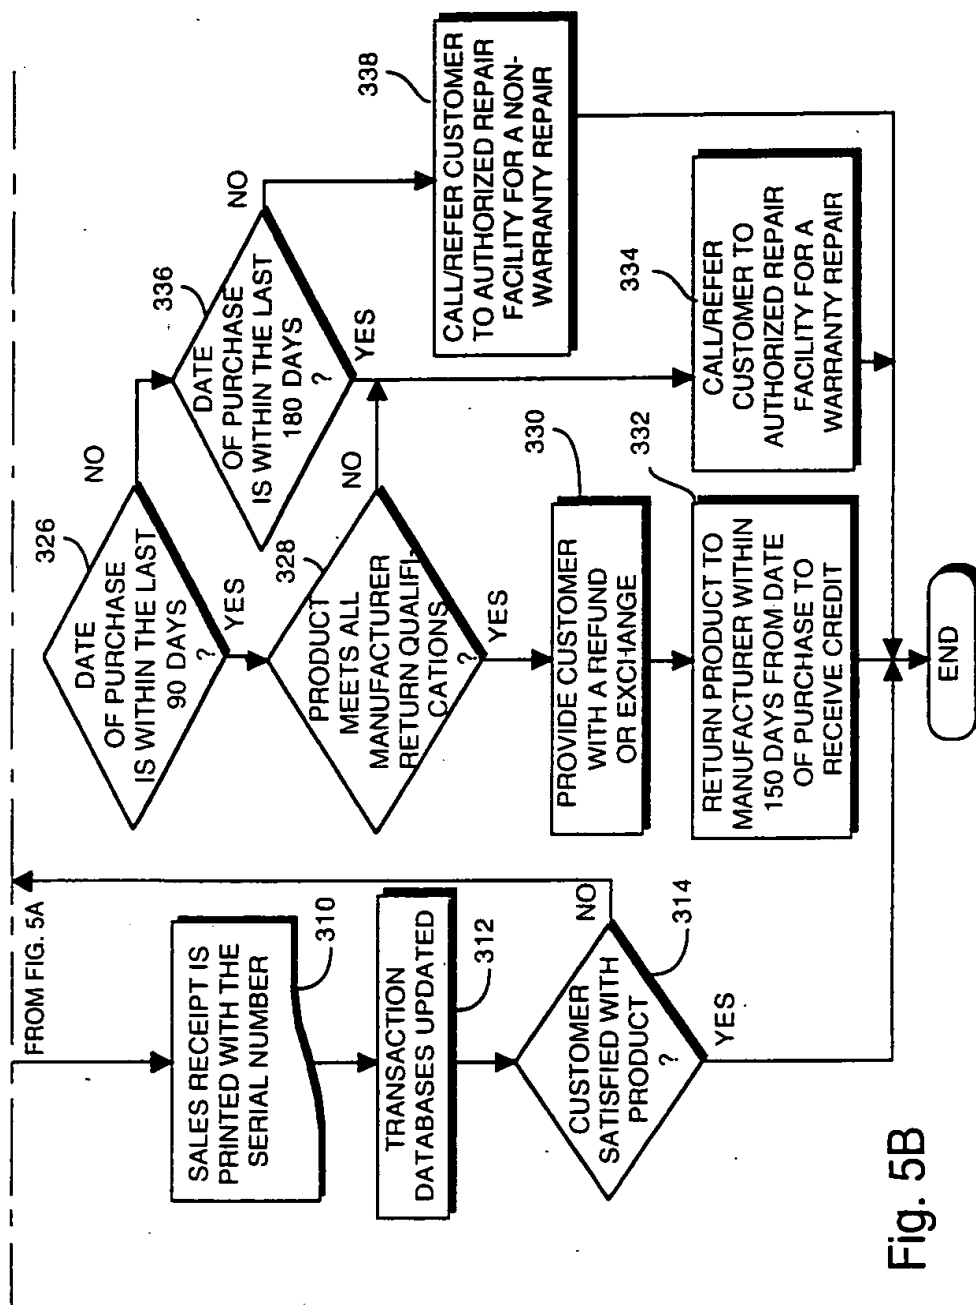 FROM FIG. 5A
SALES RECEIPT IS
PRINTED WITH THE
SERIAL NUMBER
310
TRANSACTION
DATABASES UPDATED
312
CUSTOMER
SATISFIED WITH
PRODUCT
?
314
NO
YES
326
DATE
OF PURCHASE
IS WITHIN THE LAST
90 DAYS
?
NO
YES
328
PRODUCT
MEETS ALL
MANUFACTURER
RETURN QUALIFI-
CATIONS
?
NO
YES
330
PROVIDE CUSTOMER
WITH A REFUND
OR EXCHANGE
332
RETURN PRODUCT TO
MANUFACTURER WITHIN
150 DAYS FROM DATE
OF PURCHASE TO
RECEIVE CREDIT
336
DATE
OF PURCHASE
IS WITHIN THE LAST
180 DAYS
?
NO
YES
338
CALL/REFER CUSTOMER
TO AUTHORIZED REPAIR
FACILITY FOR A NON-
WARRANTY REPAIR
334
CALL/REFER
CUSTOMER TO
AUTHORIZED REPAIR
FACILITY FOR A
WARRANTY REPAIR
END
Fig. 5B